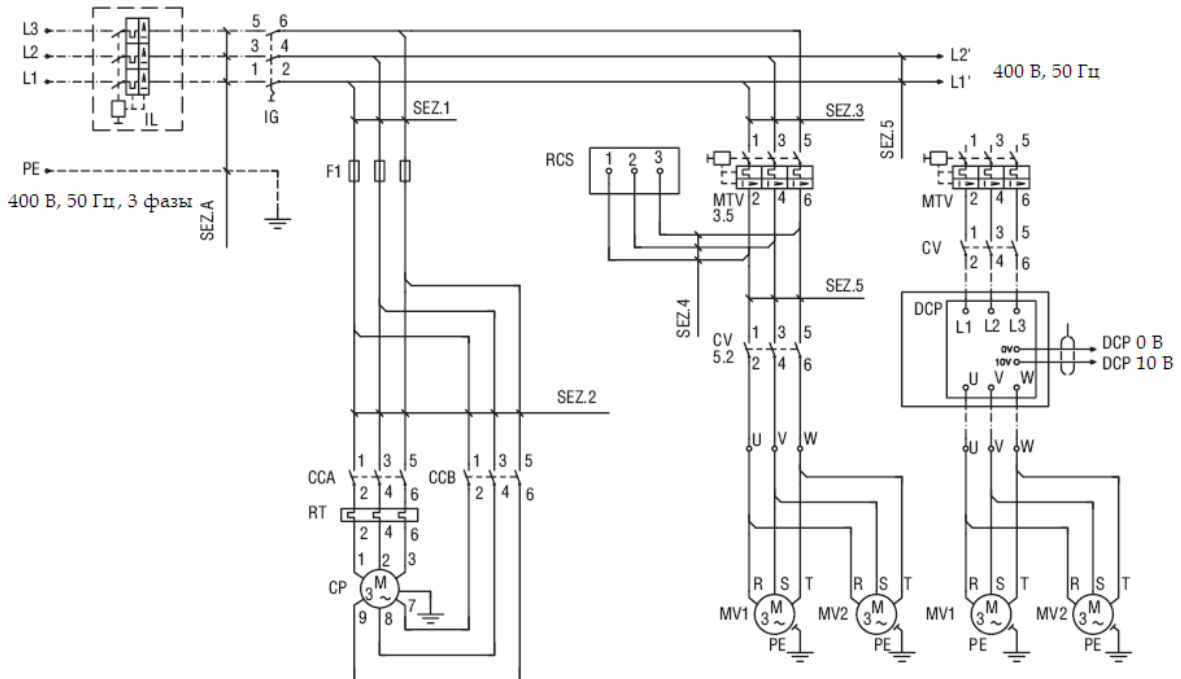 L3
L2
L1
IL
PE
400 В, 50 Гц, 3 фазы
SEZ.A
5 6
3 4
1 2
IG
SEZ.1
F1
SEZ.2
1 3 5
CCA
2 4 6
RT
2 4 6
1 2 3
CP
M
3 ~
9 8 7
1 3 5
CCB
2 4 6
RCS
1 2 3
SEZ.3
SEZ.4
SEZ.5
L2'
L1'
400 В, 50 Гц
1 3 5
MTV
3.5
2 4 6
SEZ.5
1 3 5
CV
5.2
2 4 6
U V W
R S T
MV1
M
3 ~
PE
R S T
MV2
M
3 ~
PE
1 3 5
MTV
2 4 6
1 3 5
CV
2 4 6
DCP
L1 L2 L3
0V
10V
DCP 0 В
DCP 10 В
U V W
U V W
R S T
MV1
M
3 ~
PE
R S T
MV2
M
3 ~
PE